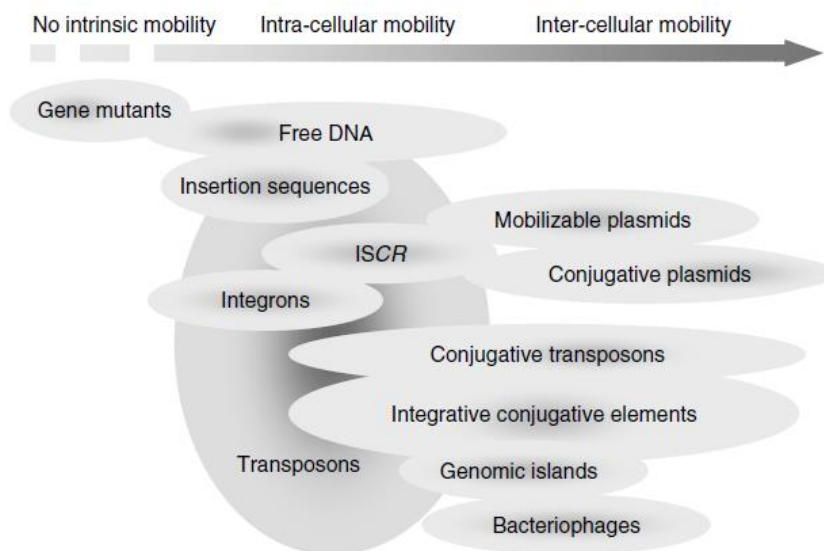 No intrinsic mobility
Intra-cellular mobility
Inter-cellular mobility
Gene mutants
Free DNA
Insertion sequences
Mobilizable plasmids
ISCR
Conjugative plasmids
Integrons
Conjugative transposons
Integrative conjugative elements
Transposons
Genomic islands
Bacteriophages